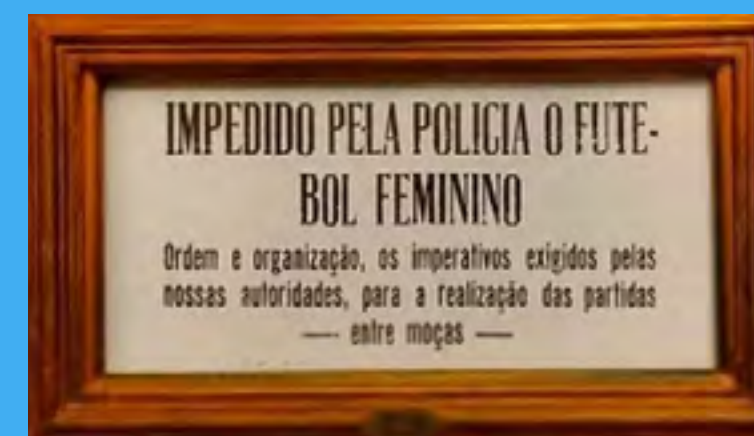 IMPEDIDO PELA POLICIA O FUTE-
BOL FEMININO
Ordem e organização, os imperativos exigidos pelas
nossas autoridades, para a realização das partidas
— entre moças —